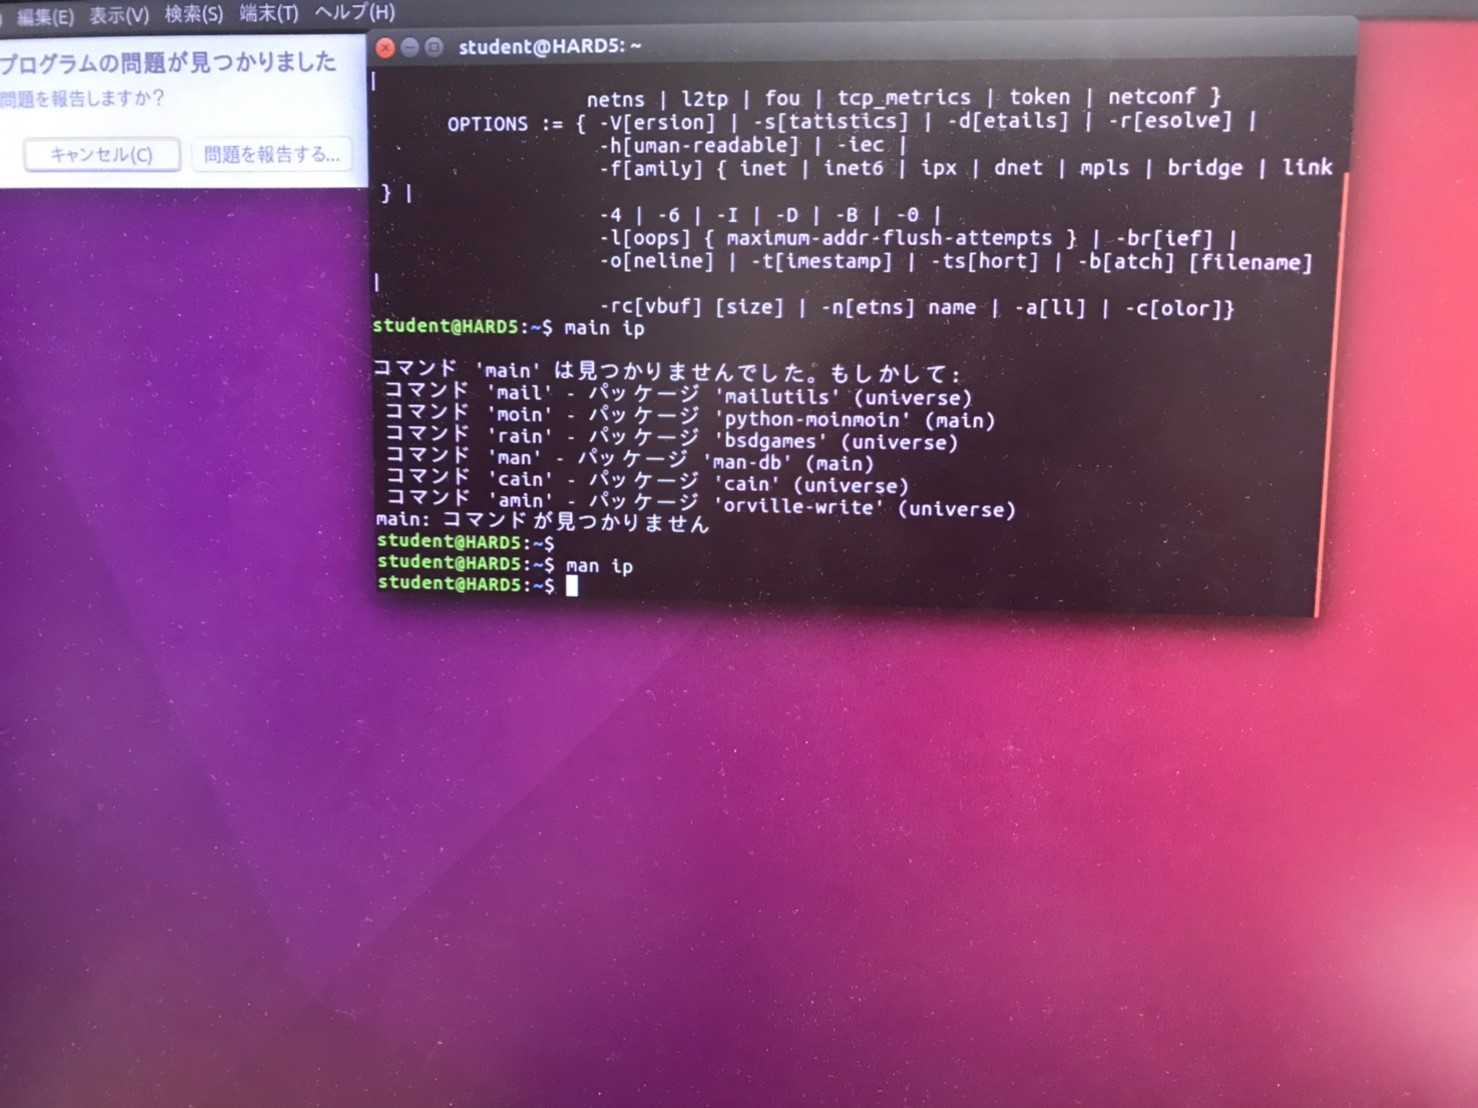 編集(E) 表示(V) 検索(S) 端末(T) ヘルプ(H)
プログラムの問題が見つかりました
問題を報告しますか?
キャンセル(C) 問題を報告する...
student@HARD5: ~
|
netns | l2tp | fou | tcp_metrics | token | netconf }
OPTIONS := { -V[ersion] | -s[tatistics] | -d[etails] | -r[esolve] |
-h[uman-readable] | -iec |
-f[amily] { inet | inet6 | ipx | dnet | mpls | bridge | link
} |
-4 | -6 | -I | -D | -B | -0 |
-l[oops] { maximum-addr-flush-attempts } | -br[ief] |
-o[neline] | -t[imestamp] | -ts[hort] | -b[atch] [filename]
|
-rc[vbuf] [size] | -n[etns] name | -a[ll] | -c[olor]}
student@HARD5:~$ main ip
コマンド 'main' は見つかりませんでした。もしかして:
コマンド 'mail' - パッケージ 'mailutils' (universe)
コマンド 'moin' - パッケージ 'python-moinmoin' (main)
コマンド 'rain' - パッケージ 'bsdgames' (universe)
コマンド 'man' - パッケージ 'man-db' (main)
コマンド 'cain' - パッケージ 'cain' (universe)
コマンド 'amin' - パッケージ 'orville-write' (universe)
main: コマンドが見つかりません
student@HARD5:~$
student@HARD5:~$ man ip
student@HARD5:~$